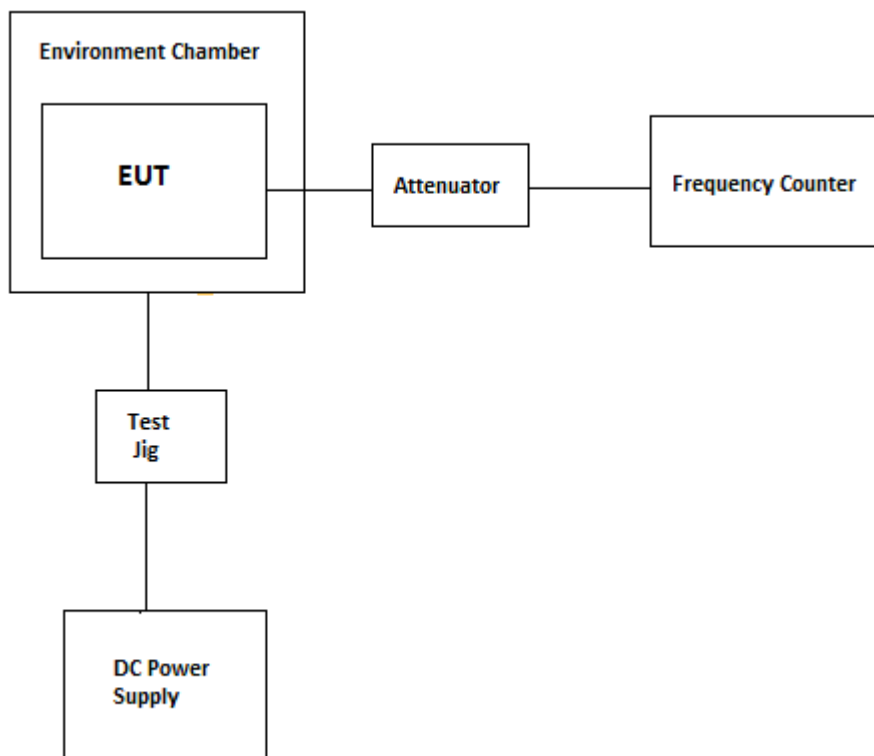 Environment Chamber
EUT
Attenuator
Frequency Counter
Test
Jig
DC Power
Supply